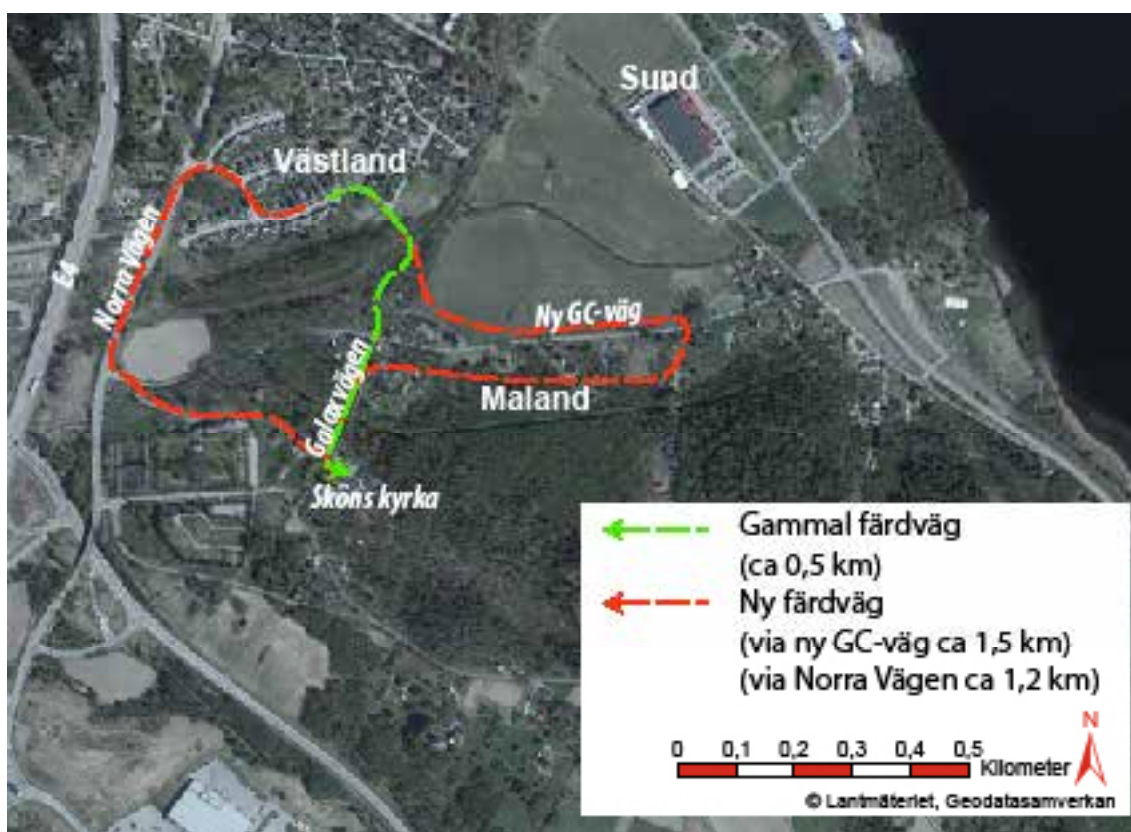 Sund
Västland
Norra Vägen
E4
Ny GC-väg
Galaxvägen
Maland
Sköns kyrka
Gammal färdväg
(ca 0,5 km)
Ny färdväg
(via ny GC-väg ca 1,5 km)
(via Norra Vägen ca 1,2 km)
N
0 0,1 0,2 0,3 0,4 0,5
Kilometer
© Lantmäteriet, Geodatasamverkan